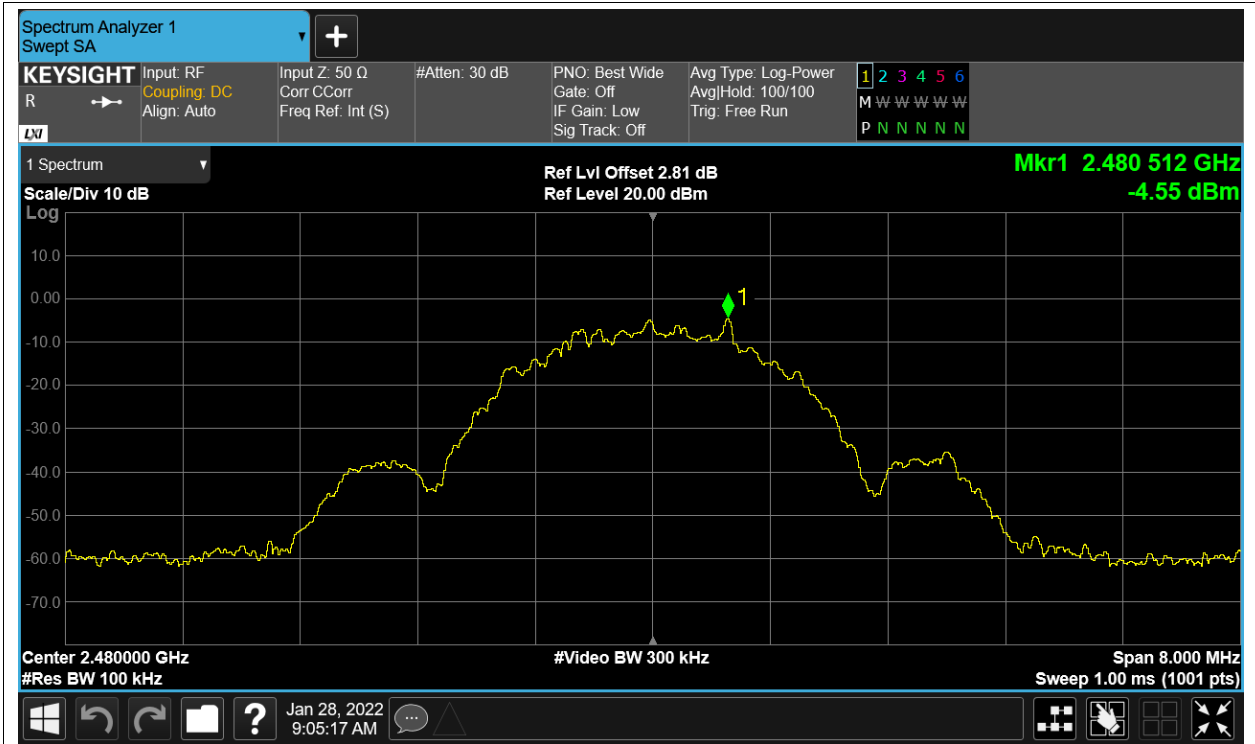 Spectrum Analyzer 1
Swept SA
KEYSIGHT
R
LXI
Input: RF
Coupling: DC
Align: Auto
Input Z: 50 Ω
Corr CCorr
Freq Ref: Int (S)
#Atten: 30 dB
PNO: Best Wide
Gate: Off
IF Gain: Low
Sig Track: Off
Avg Type: Log-Power
Avg|Hold: 100/100
Trig: Free Run
1 2 3 4 5 6
M W W W W W W
P N N N N N N
1 Spectrum
Scale/Div 10 dB
Log
Ref Lvl Offset 2.81 dB
Ref Level 20.00 dBm
Mkr1 2.480 512 GHz
-4.55 dBm
1
10.0
0.00
-10.0
-20.0
-30.0
-40.0
-50.0
-60.0
-70.0
Center 2.480000 GHz
#Res BW 100 kHz
#Video BW 300 kHz
Span 8.000 MHz
Sweep 1.00 ms (1001 pts)
?
Jan 28, 2022
9:05:17 AM